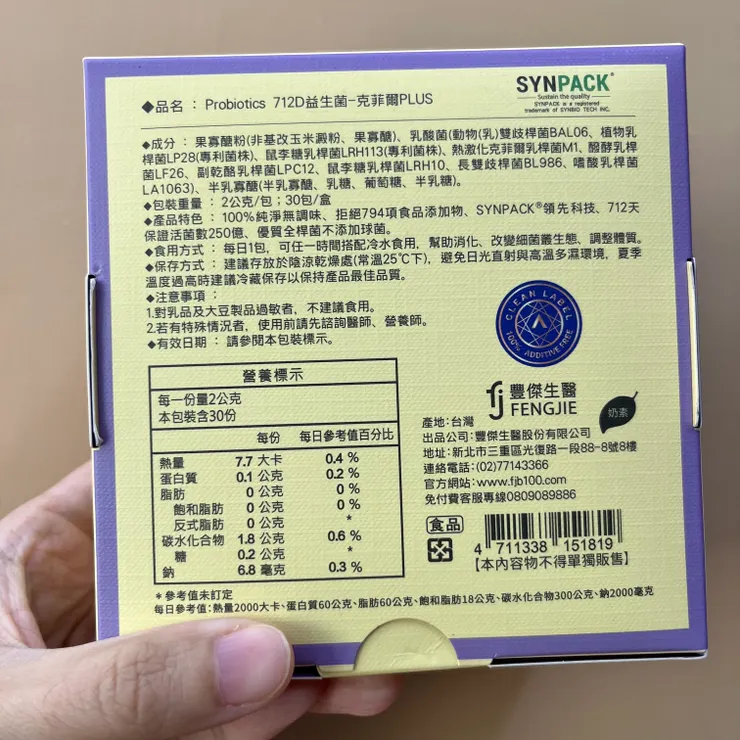 SYNPACK®
Sustain the quality
SYNPACK is a registered
trademark of SYNBIO TECH INC.
◆品名：Probiotics 712D益生菌-克菲爾PLUS
◆成分：果寡醣粉(非基改玉米澱粉、果寡醣)、乳酸菌(動物(乳)雙歧桿菌BAL06、植物乳
桿菌LP28(專利菌株)、鼠李糖乳桿菌LRH113(專利菌株)、熱激化克菲爾乳桿菌M1、醱酵乳桿
菌LF26、副乾酪乳桿菌LPC12、鼠李糖乳桿菌LRH10、長雙歧桿菌BL986、嗜酸乳桿菌
LA1063)、半乳寡醣(半乳寡醣、乳糖、葡萄糖、半乳糖)。
◆包裝重量：2公克/包；30包/盒
◆產品特色：100%純淨無調味、拒絕794項食品添加物、SYNPACK®領先科技、712天
保證活菌數250億、優質全桿菌不添加球菌。
◆食用方式：每日1包，可任一時間搭配冷水食用，幫助消化、改變細菌叢生態、調整體質。
◆保存方式：建議存放於陰涼乾燥處(常溫25℃下)，避免日光直射與高溫多濕環境，夏季
溫度過高時建議冷藏保存以保持產品最佳品質。
◆注意事項：
1.對乳品及大豆製品過敏者，不建議食用。
2.若有特殊情況者，使用前請先諮詢醫師、營養師。
◆有效日期：請參閱本包裝標示。
CLEAN LABEL
100% ADDITIVE FREE
營養標示
每一份量2公克
本包裝含30份
每份 每日參考值百分比
熱量 7.7 大卡 0.4 %
蛋白質 0.1 公克 0.2 %
脂肪 0 公克 0 %
飽和脂肪 0 公克 0 %
反式脂肪 0 公克 *
碳水化合物 1.8 公克 0.6 %
糖 0.2 公克 *
鈉 6.8 毫克 0.3 %
*參考值未訂定
每日參考值：熱量2000大卡、蛋白質60公克、脂肪60公克、飽和脂肪18公克、碳水化合物300公克、鈉2000毫克
fj 豐傑生醫
FENGJIE
奶素
產地：台灣
出品公司：豐傑生醫股份有限公司
地址：新北市三重區光復路一段88-8號8樓
連絡電話：(02)77143366
官方網站：www.fjb100.com
免付費客服專線0809089886
食品
4 711338 151819
【本內容物不得單獨販售】